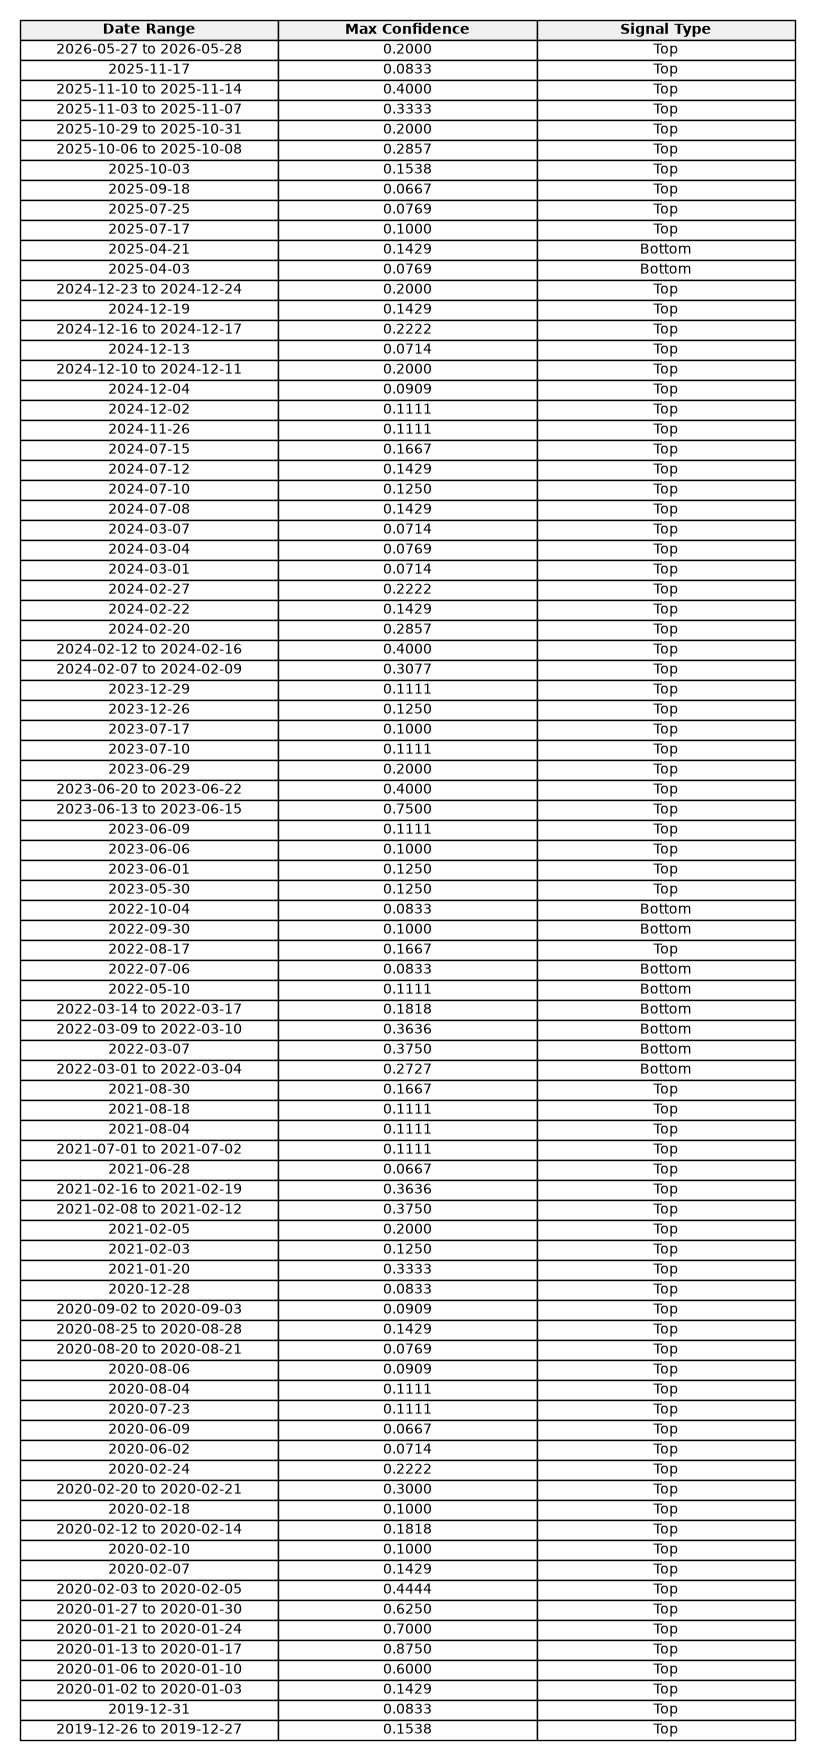 Date Range Max Confidence Signal Type
2026-05-27 to 2026-05-28 0.2000 Top
2025-11-17 0.0833 Top
2025-11-10 to 2025-11-14 0.4000 Top
2025-11-03 to 2025-11-07 0.3333 Top
2025-10-29 to 2025-10-31 0.2000 Top
2025-10-06 to 2025-10-08 0.2857 Top
2025-10-03 0.1538 Top
2025-09-18 0.0667 Top
2025-07-25 0.0769 Top
2025-07-17 0.1000 Top
2025-04-21 0.1429 Bottom
2025-04-03 0.0769 Bottom
2024-12-23 to 2024-12-24 0.2000 Top
2024-12-19 0.1429 Top
2024-12-16 to 2024-12-17 0.2222 Top
2024-12-13 0.0714 Top
2024-12-10 to 2024-12-11 0.2000 Top
2024-12-04 0.0909 Top
2024-12-02 0.1111 Top
2024-11-26 0.1111 Top
2024-07-15 0.1667 Top
2024-07-12 0.1429 Top
2024-07-10 0.1250 Top
2024-07-08 0.1429 Top
2024-03-07 0.0714 Top
2024-03-04 0.0769 Top
2024-03-01 0.0714 Top
2024-02-27 0.2222 Top
2024-02-22 0.1429 Top
2024-02-20 0.2857 Top
2024-02-12 to 2024-02-16 0.4000 Top
2024-02-07 to 2024-02-09 0.3077 Top
2023-12-29 0.1111 Top
2023-12-26 0.1250 Top
2023-07-17 0.1000 Top
2023-07-10 0.1111 Top
2023-06-29 0.2000 Top
2023-06-20 to 2023-06-22 0.4000 Top
2023-06-13 to 2023-06-15 0.7500 Top
2023-06-09 0.1111 Top
2023-06-06 0.1000 Top
2023-06-01 0.1250 Top
2023-05-30 0.1250 Top
2022-10-04 0.0833 Bottom
2022-09-30 0.1000 Bottom
2022-08-17 0.1667 Top
2022-07-06 0.0833 Bottom
2022-05-10 0.1111 Bottom
2022-03-14 to 2022-03-17 0.1818 Bottom
2022-03-09 to 2022-03-10 0.3636 Bottom
2022-03-07 0.3750 Bottom
2022-03-01 to 2022-03-04 0.2727 Bottom
2021-08-30 0.1667 Top
2021-08-18 0.1111 Top
2021-08-04 0.1111 Top
2021-07-01 to 2021-07-02 0.1111 Top
2021-06-28 0.0667 Top
2021-02-16 to 2021-02-19 0.3636 Top
2021-02-08 to 2021-02-12 0.3750 Top
2021-02-05 0.2000 Top
2021-02-03 0.1250 Top
2021-01-20 0.3333 Top
2020-12-28 0.0833 Top
2020-09-02 to 2020-09-03 0.0909 Top
2020-08-25 to 2020-08-28 0.1429 Top
2020-08-20 to 2020-08-21 0.0769 Top
2020-08-06 0.0909 Top
2020-08-04 0.1111 Top
2020-07-23 0.1111 Top
2020-06-09 0.0667 Top
2020-06-02 0.0714 Top
2020-02-24 0.2222 Top
2020-02-20 to 2020-02-21 0.3000 Top
2020-02-18 0.1000 Top
2020-02-12 to 2020-02-14 0.1818 Top
2020-02-10 0.1000 Top
2020-02-07 0.1429 Top
2020-02-03 to 2020-02-05 0.4444 Top
2020-01-27 to 2020-01-30 0.6250 Top
2020-01-21 to 2020-01-24 0.7000 Top
2020-01-13 to 2020-01-17 0.8750 Top
2020-01-06 to 2020-01-10 0.6000 Top
2020-01-02 to 2020-01-03 0.1429 Top
2019-12-31 0.0833 Top
2019-12-26 to 2019-12-27 0.1538 Top